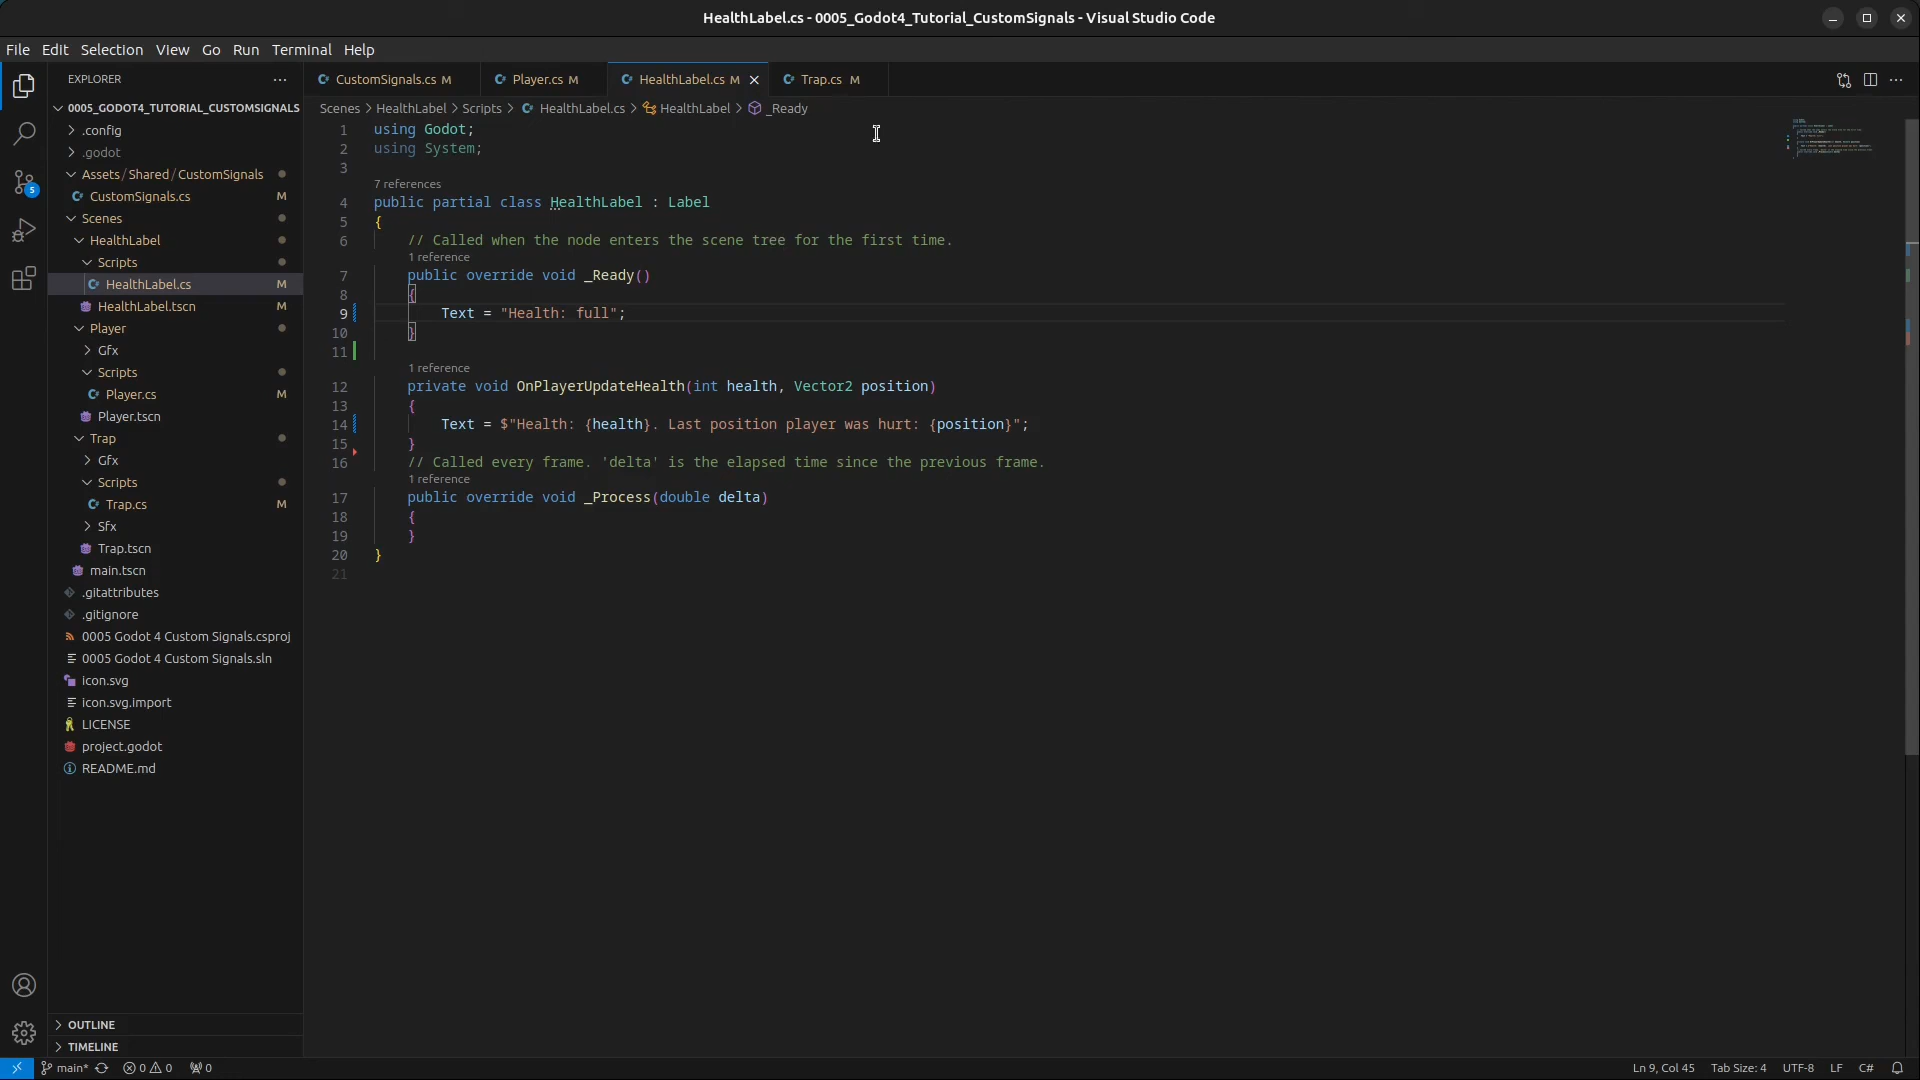 HealthLabel.cs - 0005_Godot4_Tutorial_CustomSignals - Visual Studio Code
File Edit Selection View Go Run Terminal Help
EXPLORER
CustomSignals.cs M Player.cs M HealthLabel.cs M Trap.cs M
0005_GODOT4_TUTORIAL_CUSTOMSIGNALS
.config
.godot
Assets / Shared / CustomSignals
CustomSignals.cs M
Scenes
HealthLabel
Scripts
HealthLabel.cs M
HealthLabel.tscn M
Player
Gfx
Scripts
Player.cs M
Player.tscn
Trap
Gfx
Scripts
Trap.cs M
Sfx
Trap.tscn
main.tscn
.gitattributes
.gitignore
0005 Godot 4 Custom Signals.csproj
0005 Godot 4 Custom Signals.sln
icon.svg
icon.svg.import
LICENSE
project.godot
README.md
OUTLINE
TIMELINE
5
Scenes > HealthLabel > Scripts > HealthLabel.cs > HealthLabel > _Ready
1 using Godot;
2 using System;
3
7 references
4 public partial class HealthLabel : Label
5 {
6 // Called when the node enters the scene tree for the first time.
1 reference
7 public override void _Ready()
8 {
9 Text = "Health: full";
10 }
11
1 reference
12 private void OnPlayerUpdateHealth(int health, Vector2 position)
13 {
14 Text = $"Health: {health}. Last position player was hurt: {position}";
15 }
16 // Called every frame. 'delta' is the elapsed time since the previous frame.
1 reference
17 public override void _Process(double delta)
18 {
19 }
20 }
21
main* 0 0 0 Ln 9, Col 45 Tab Size: 4 UTF-8 LF C#